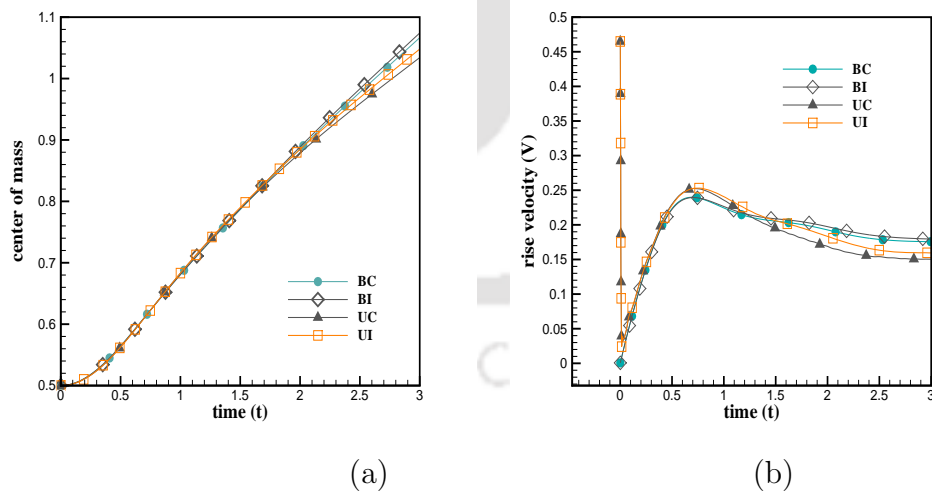 1.1
1
0.9
0.8
0.7
0.6
0.5
center of mass
0
0.5
1
1.5
2
2.5
3
time (t)
BC
BI
UC
UI
(a)
0.5
0.45
0.4
0.35
0.3
0.25
0.2
0.15
0.1
0.05
0
rise velocity (V)
0
0.5
1
1.5
2
2.5
3
time (t)
BC
BI
UC
UI
(b)